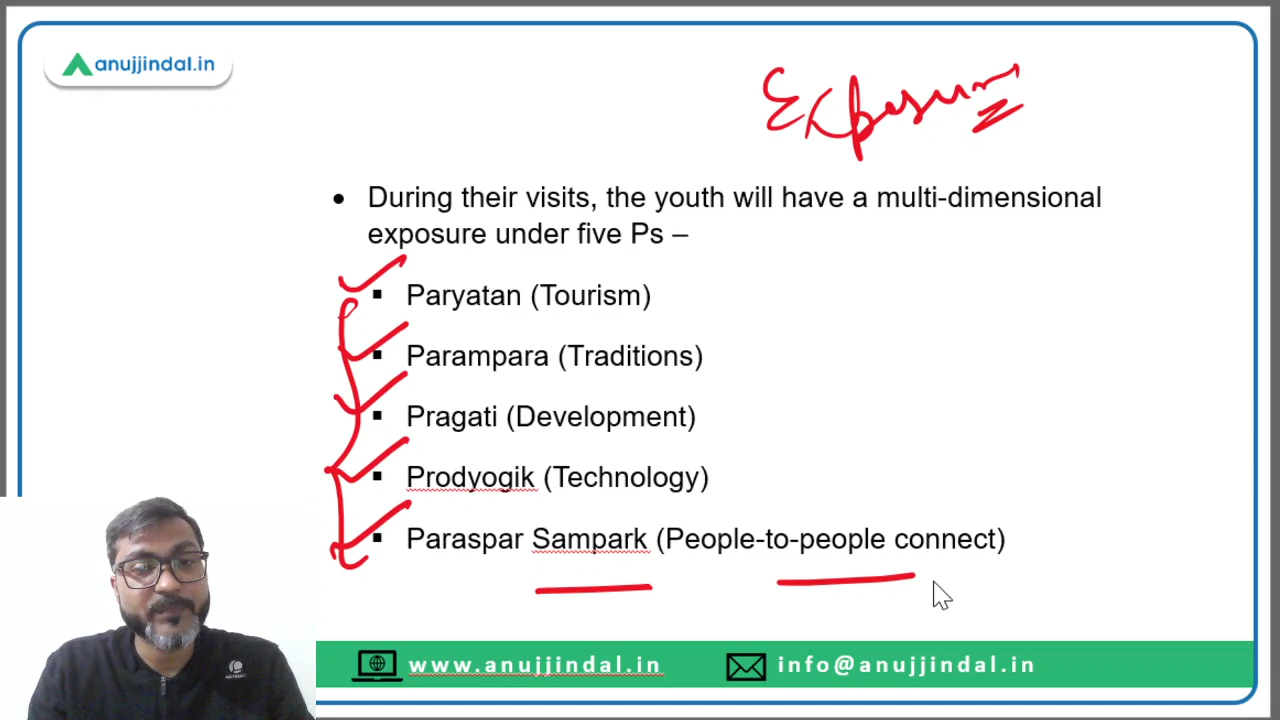 anujjindal.in
Exposure
• During their visits, the youth will have a multi-dimensional
exposure under five Ps –
▪ Paryatan (Tourism)
▪ Parampara (Traditions)
▪ Pragati (Development)
▪ Prodyogik (Technology)
▪ Paraspar Sampark (People-to-people connect)
www.anujjindal.in
info@anujjindal.in